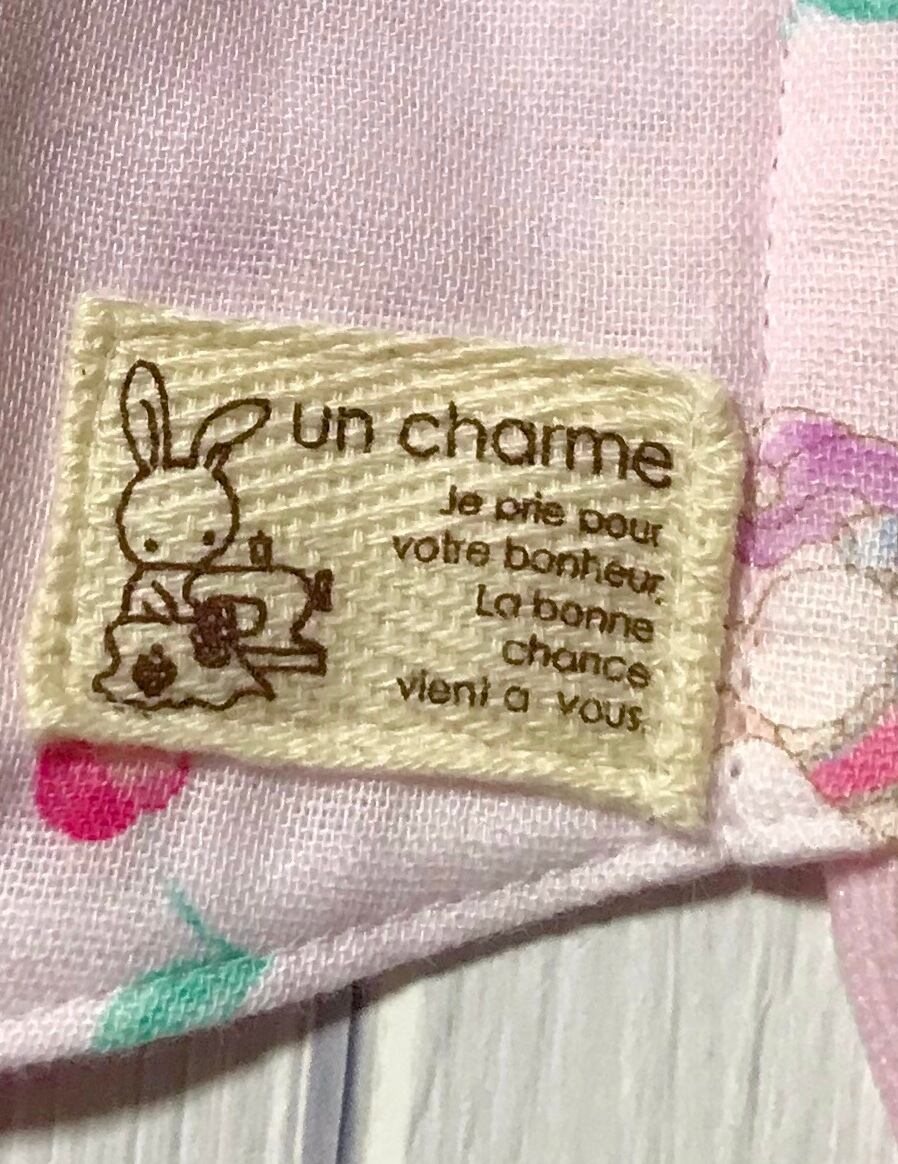 un charme
Je prie pour
votre bonheur.
La bonne
chance
vient a vous.